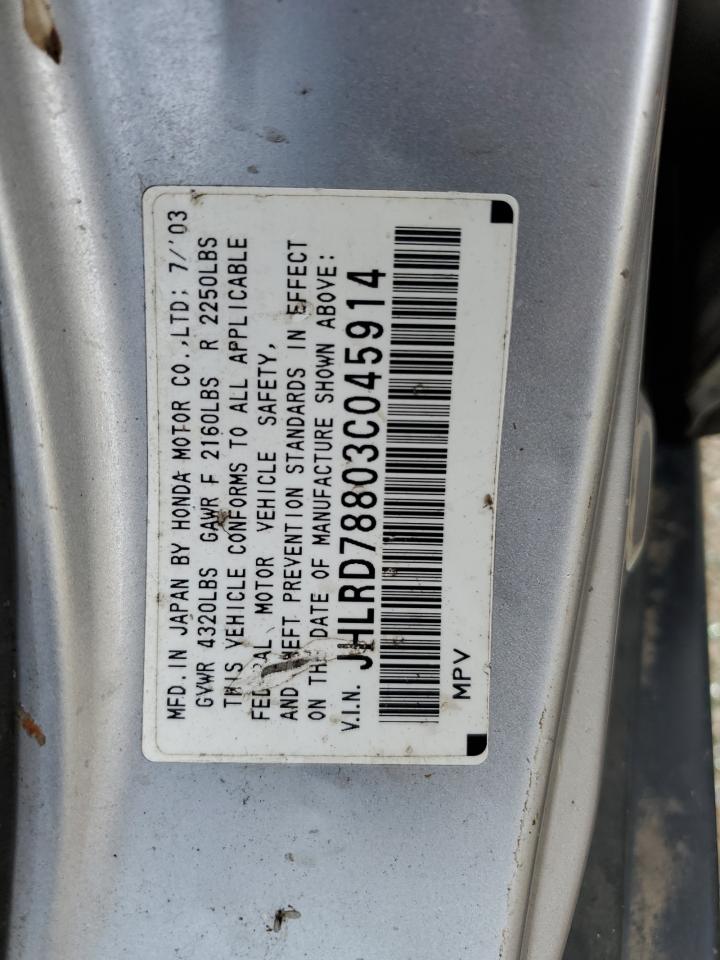 MFD. IN JAPAN BY HONDA MOTOR CO.,LTD: 7/'03
GVWR 4320LBS GAWR F 2160LBS R 2250LBS
THIS VEHICLE CONFORMS TO ALL APPLICABLE
MOTOR VEHICLE SAFETY,
AND THEFT PREVENTION STANDARDS IN EFFECT
ON THE DATE OF MANUFACTURE SHOWN ABOVE:
V.I.N. JHLRD78803C045914
MPV